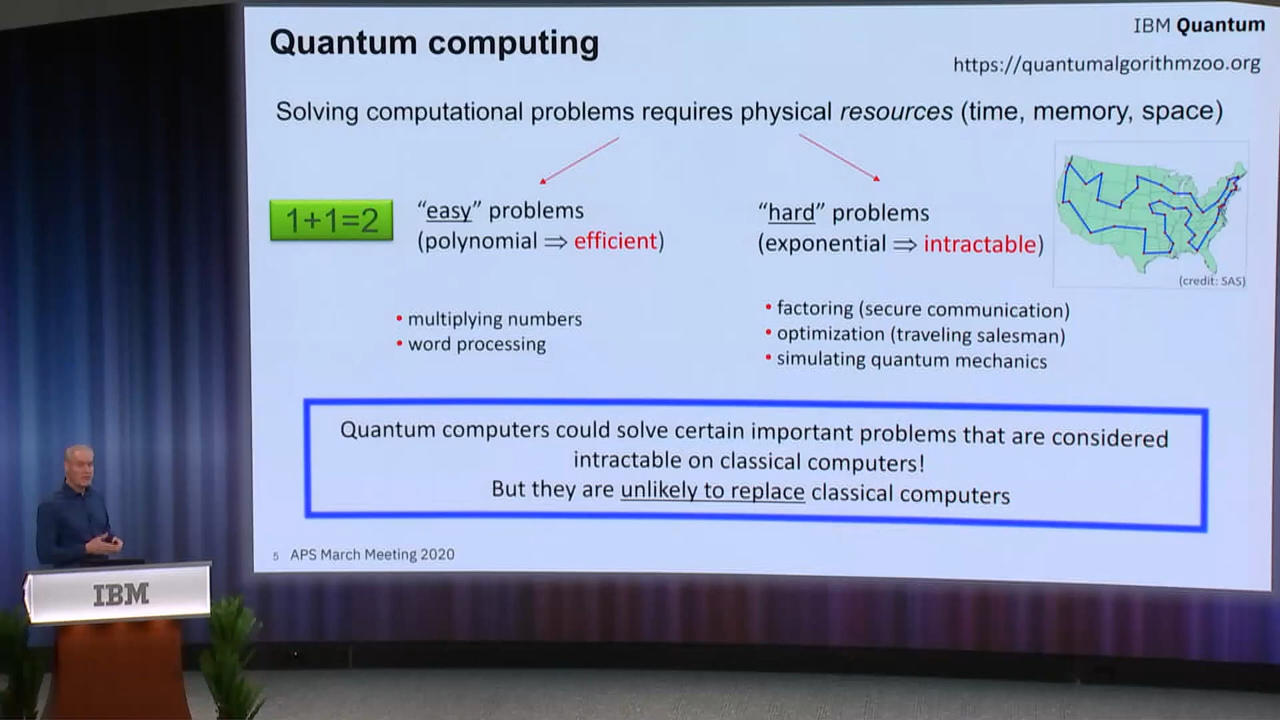 Quantum computing
IBM Quantum
https://quantumalgorithmzoo.org
Solving computational problems requires physical resources (time, memory, space)
1+1=2
“easy” problems
(polynomial ⇒ efficient)
“hard” problems
(exponential ⇒ intractable)
(credit: SAS)
• multiplying numbers
• word processing
• factoring (secure communication)
• optimization (traveling salesman)
• simulating quantum mechanics
Quantum computers could solve certain important problems that are considered
intractable on classical computers!
But they are unlikely to replace classical computers
5 APS March Meeting 2020
IBM